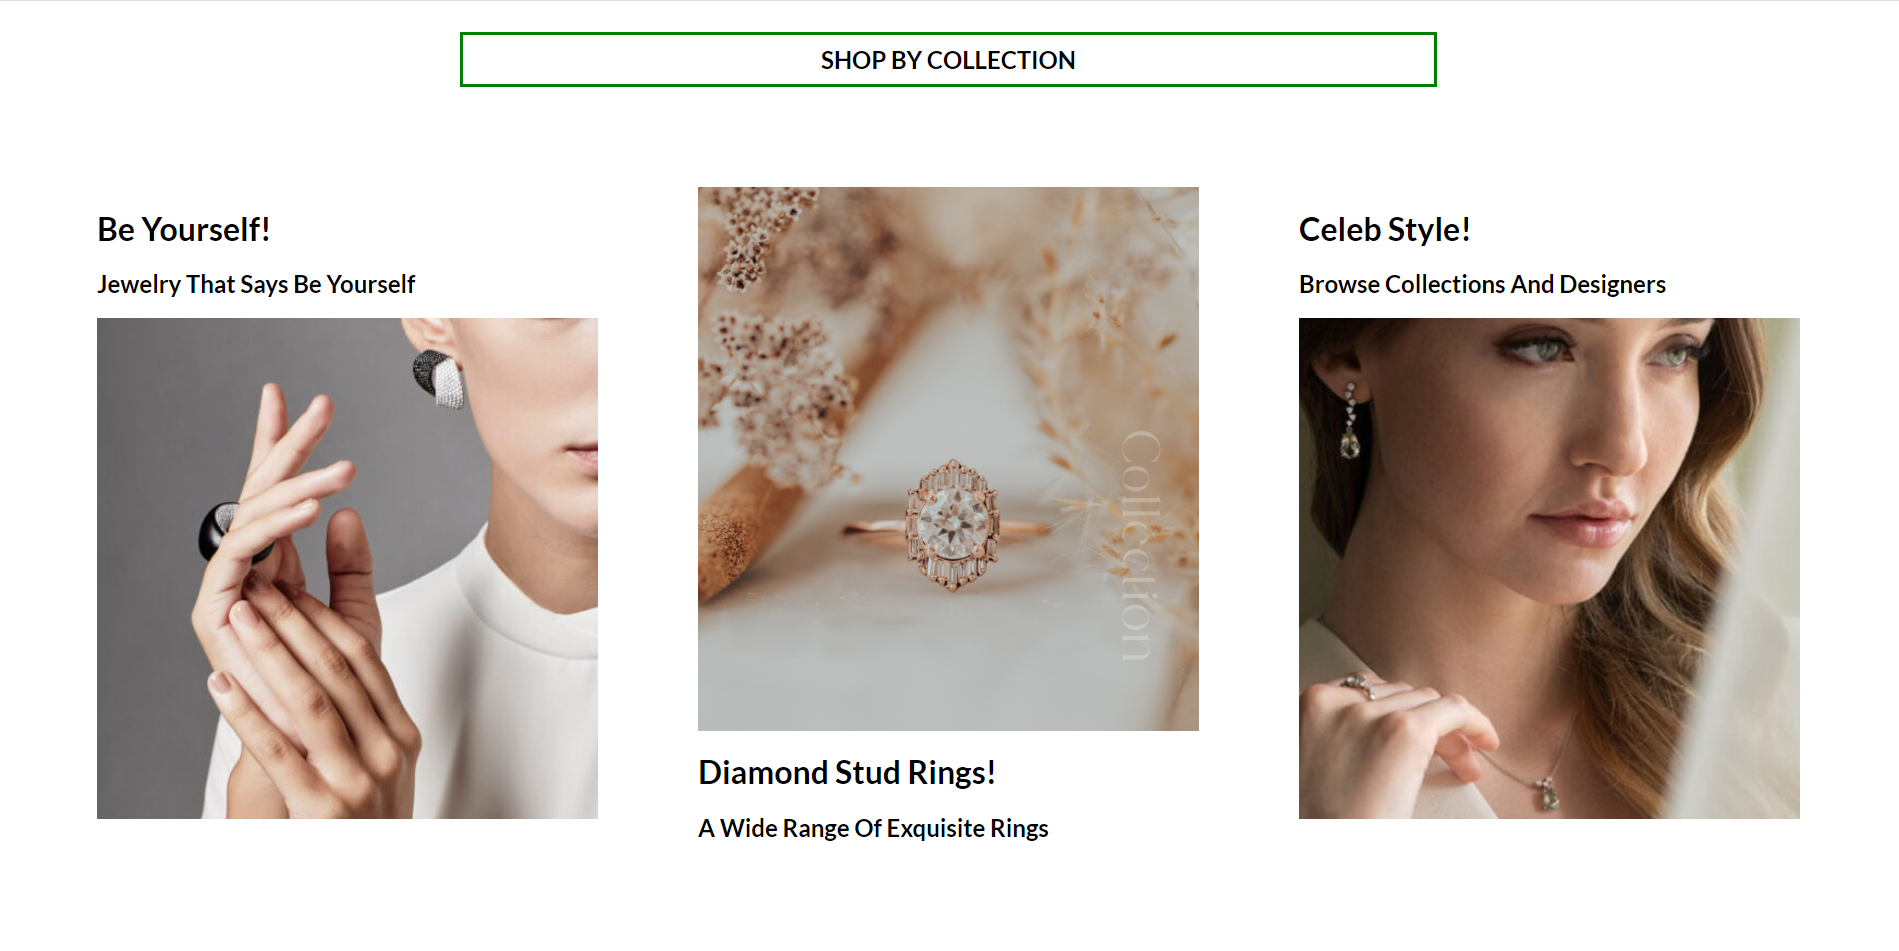 SHOP BY COLLECTION
Be Yourself!
Jewelry That Says Be Yourself
Collection
Diamond Stud Rings!
A Wide Range Of Exquisite Rings
Celeb Style!
Browse Collections And Designers